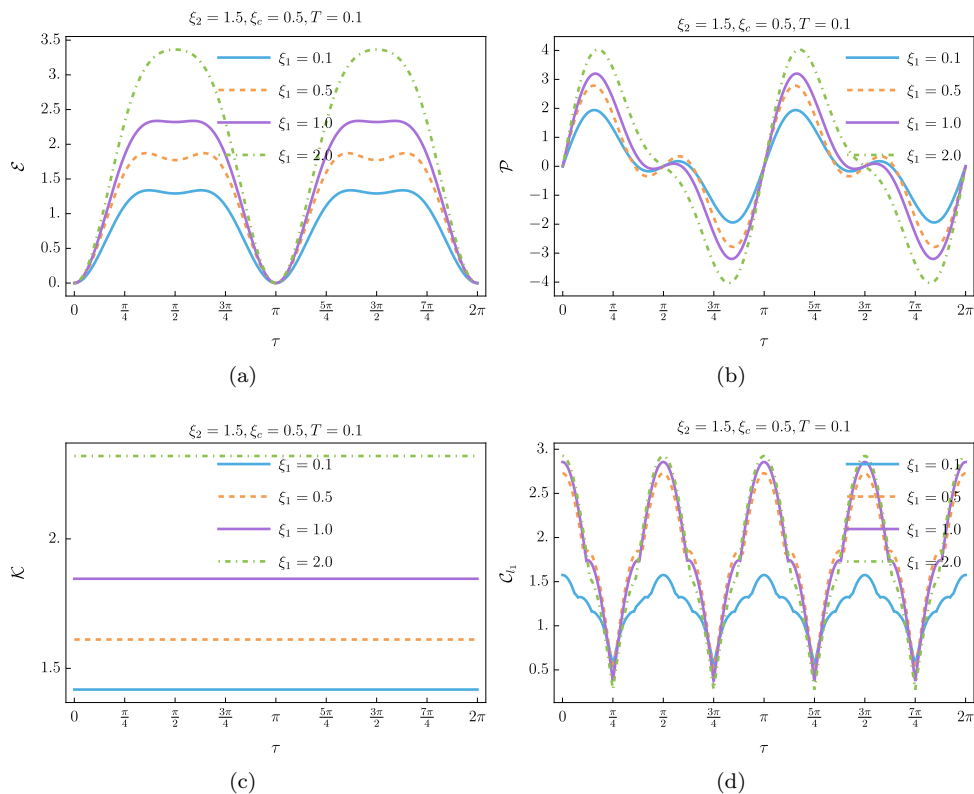 ξ₂ = 1.5, ξ_c = 0.5, T = 0.1
ℰ
3.5
3.0
2.5
2.0
1.5
1.0
0.5
0.0
ξ₁ = 0.1
ξ₁ = 0.5
ξ₁ = 1.0
ξ₁ = 2.0
0 π/4 π/2 3π/4 π 5π/4 3π/2 7π/4 2π
τ
(a)
ξ₂ = 1.5, ξ_c = 0.5, T = 0.1
𝒫
4
3
2
1
0
−1
−2
−3
−4
ξ₁ = 0.1
ξ₁ = 0.5
ξ₁ = 1.0
ξ₁ = 2.0
0 π/4 π/2 3π/4 π 5π/4 3π/2 7π/4 2π
τ
(b)
ξ₂ = 1.5, ξ_c = 0.5, T = 0.1
𝒦
2.
1.5
ξ₁ = 0.1
ξ₁ = 0.5
ξ₁ = 1.0
ξ₁ = 2.0
0 π/4 π/2 3π/4 π 5π/4 3π/2 7π/4 2π
τ
(c)
ξ₂ = 1.5, ξ_c = 0.5, T = 0.1
𝒞_{l₁}
3.
2.5
2.
1.5
1.
0.5
ξ₁ = 0.1
ξ₁ = 0.5
ξ₁ = 1.0
ξ₁ = 2.0
0 π/4 π/2 3π/4 π 5π/4 3π/2 7π/4 2π
τ
(d)